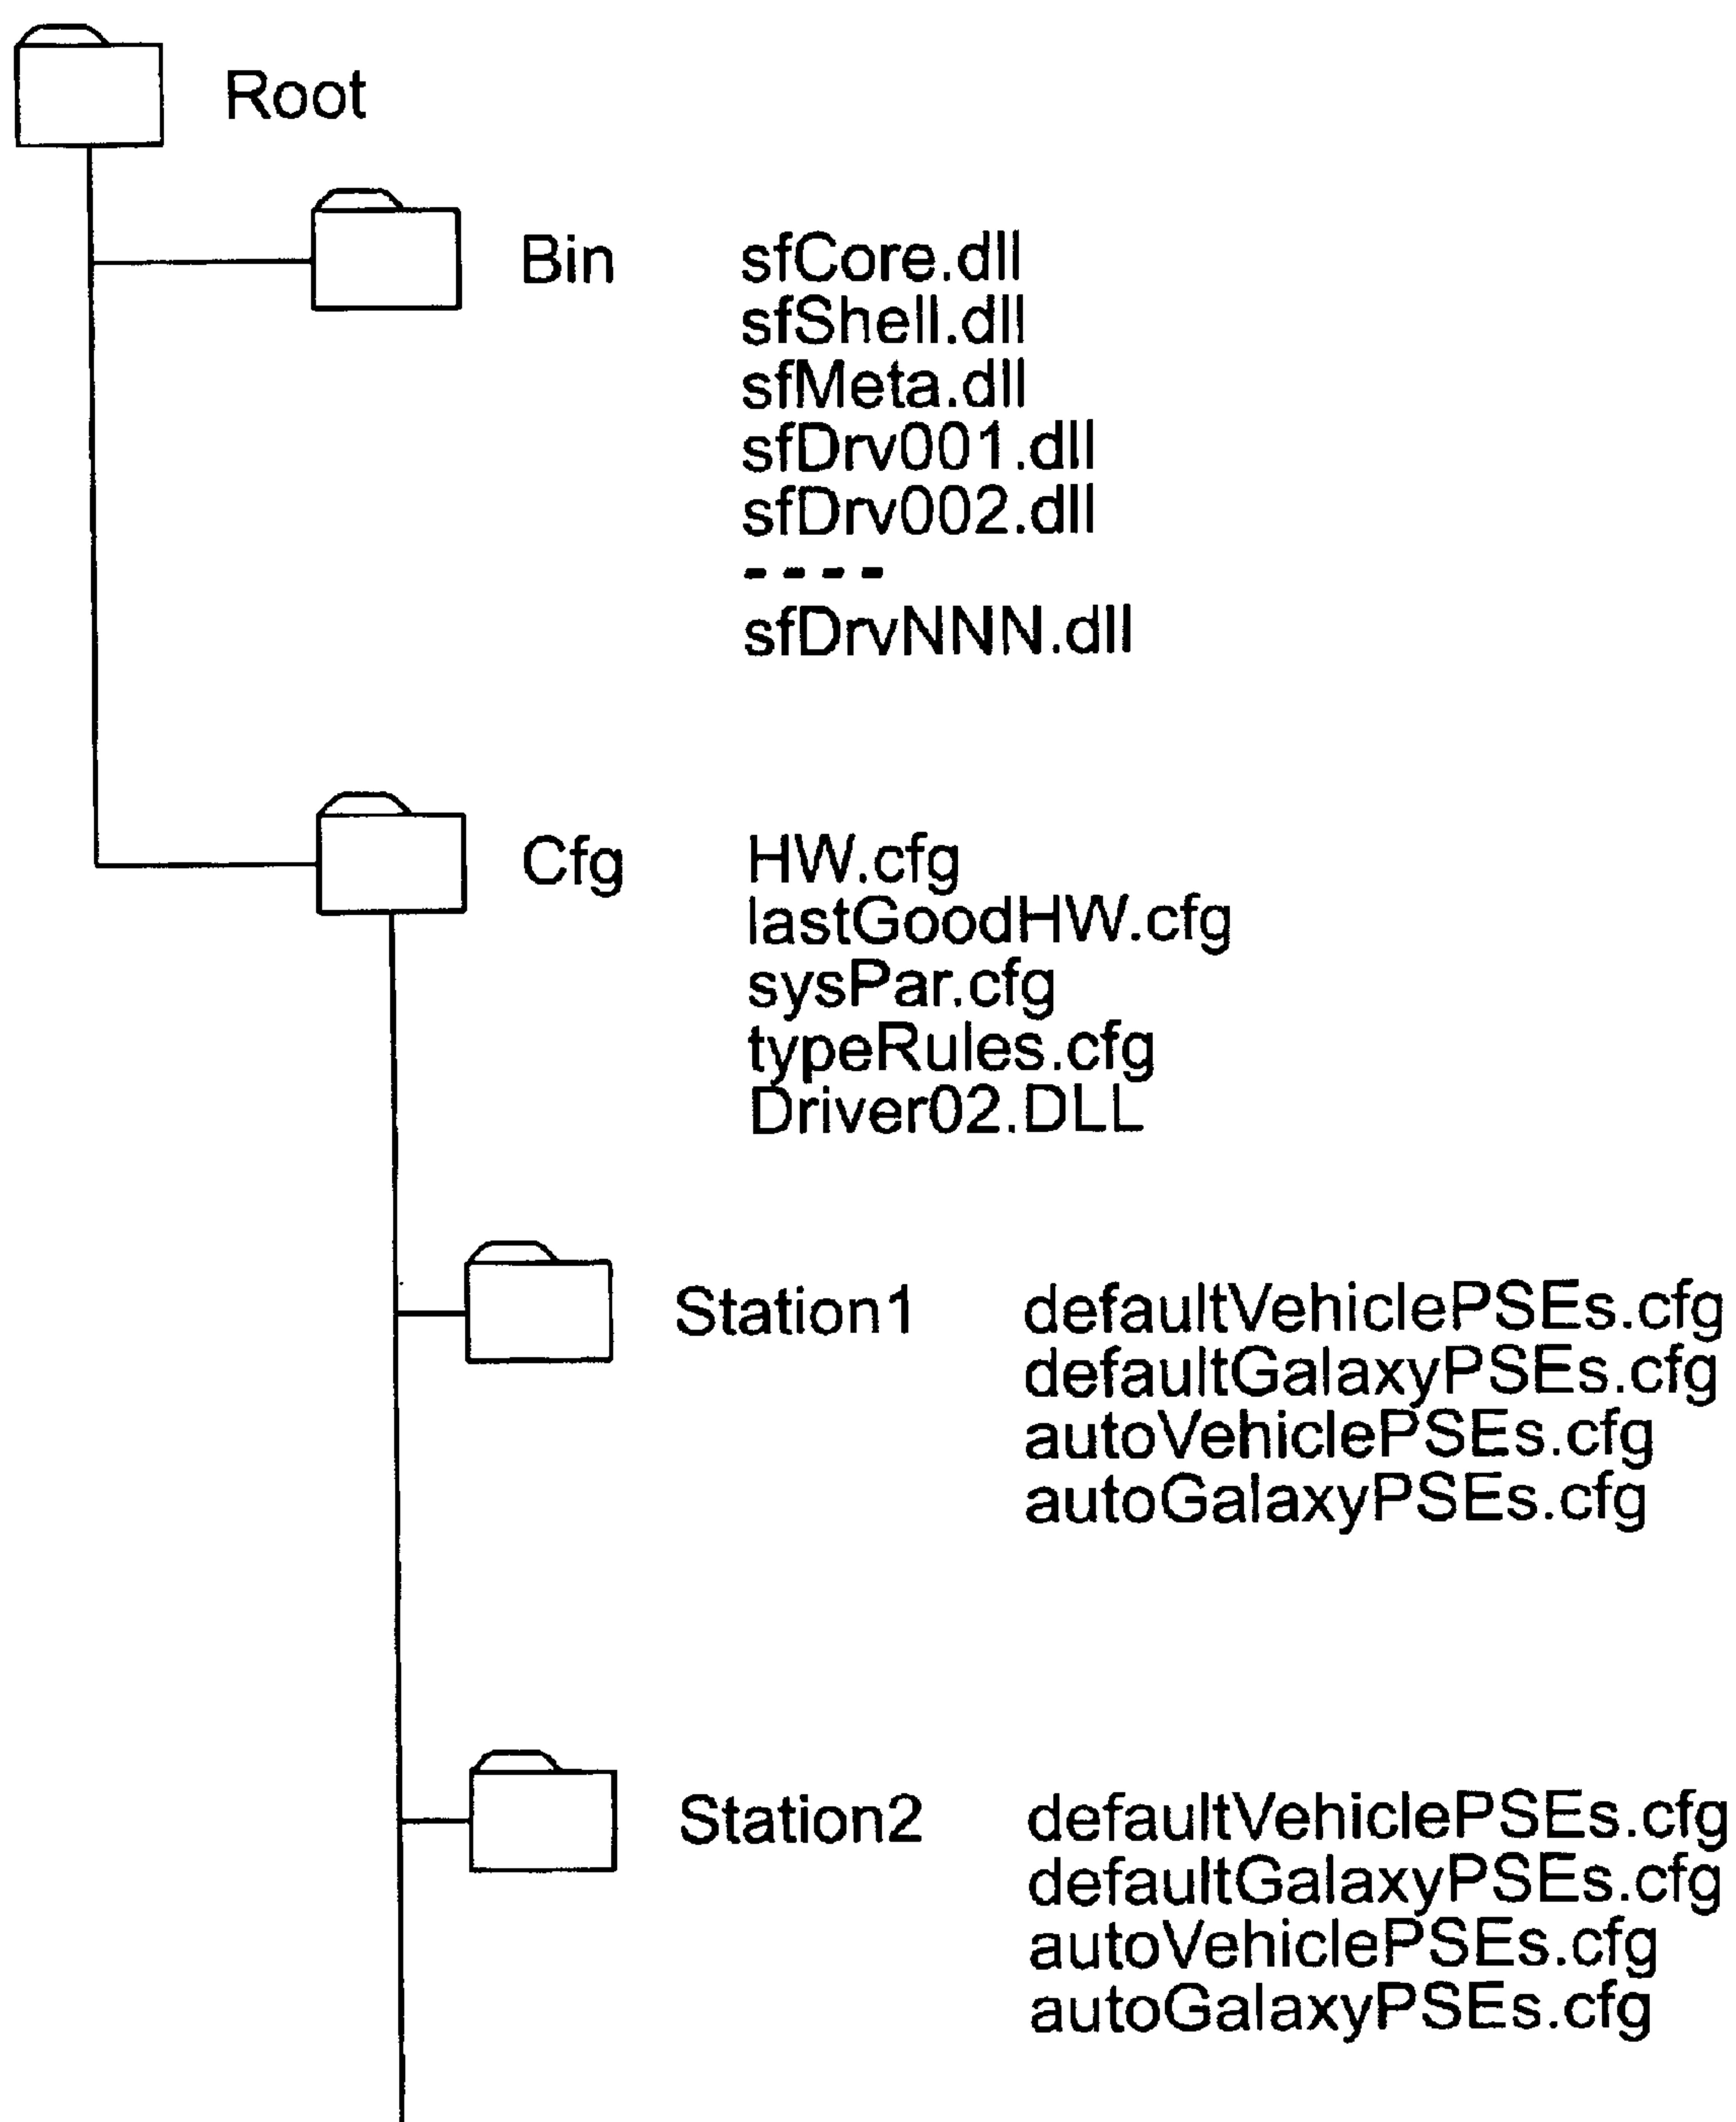 Root
Bin
sfCore.dll
sfShell.dll
sfMeta.dll
sfDrv001.dll
sfDrv002.dll
----
sfDrvNNN.dll
Cfg
HW.cfg
lastGoodHW.cfg
sysPar.cfg
typeRules.cfg
Driver02.DLL
Station1
defaultVehiclePSEs.cfg
defaultGalaxyPSEs.cfg
autoVehiclePSEs.cfg
autoGalaxyPSEs.cfg
Station2
defaultVehiclePSEs.cfg
defaultGalaxyPSEs.cfg
autoVehiclePSEs.cfg
autoGalaxyPSEs.cfg